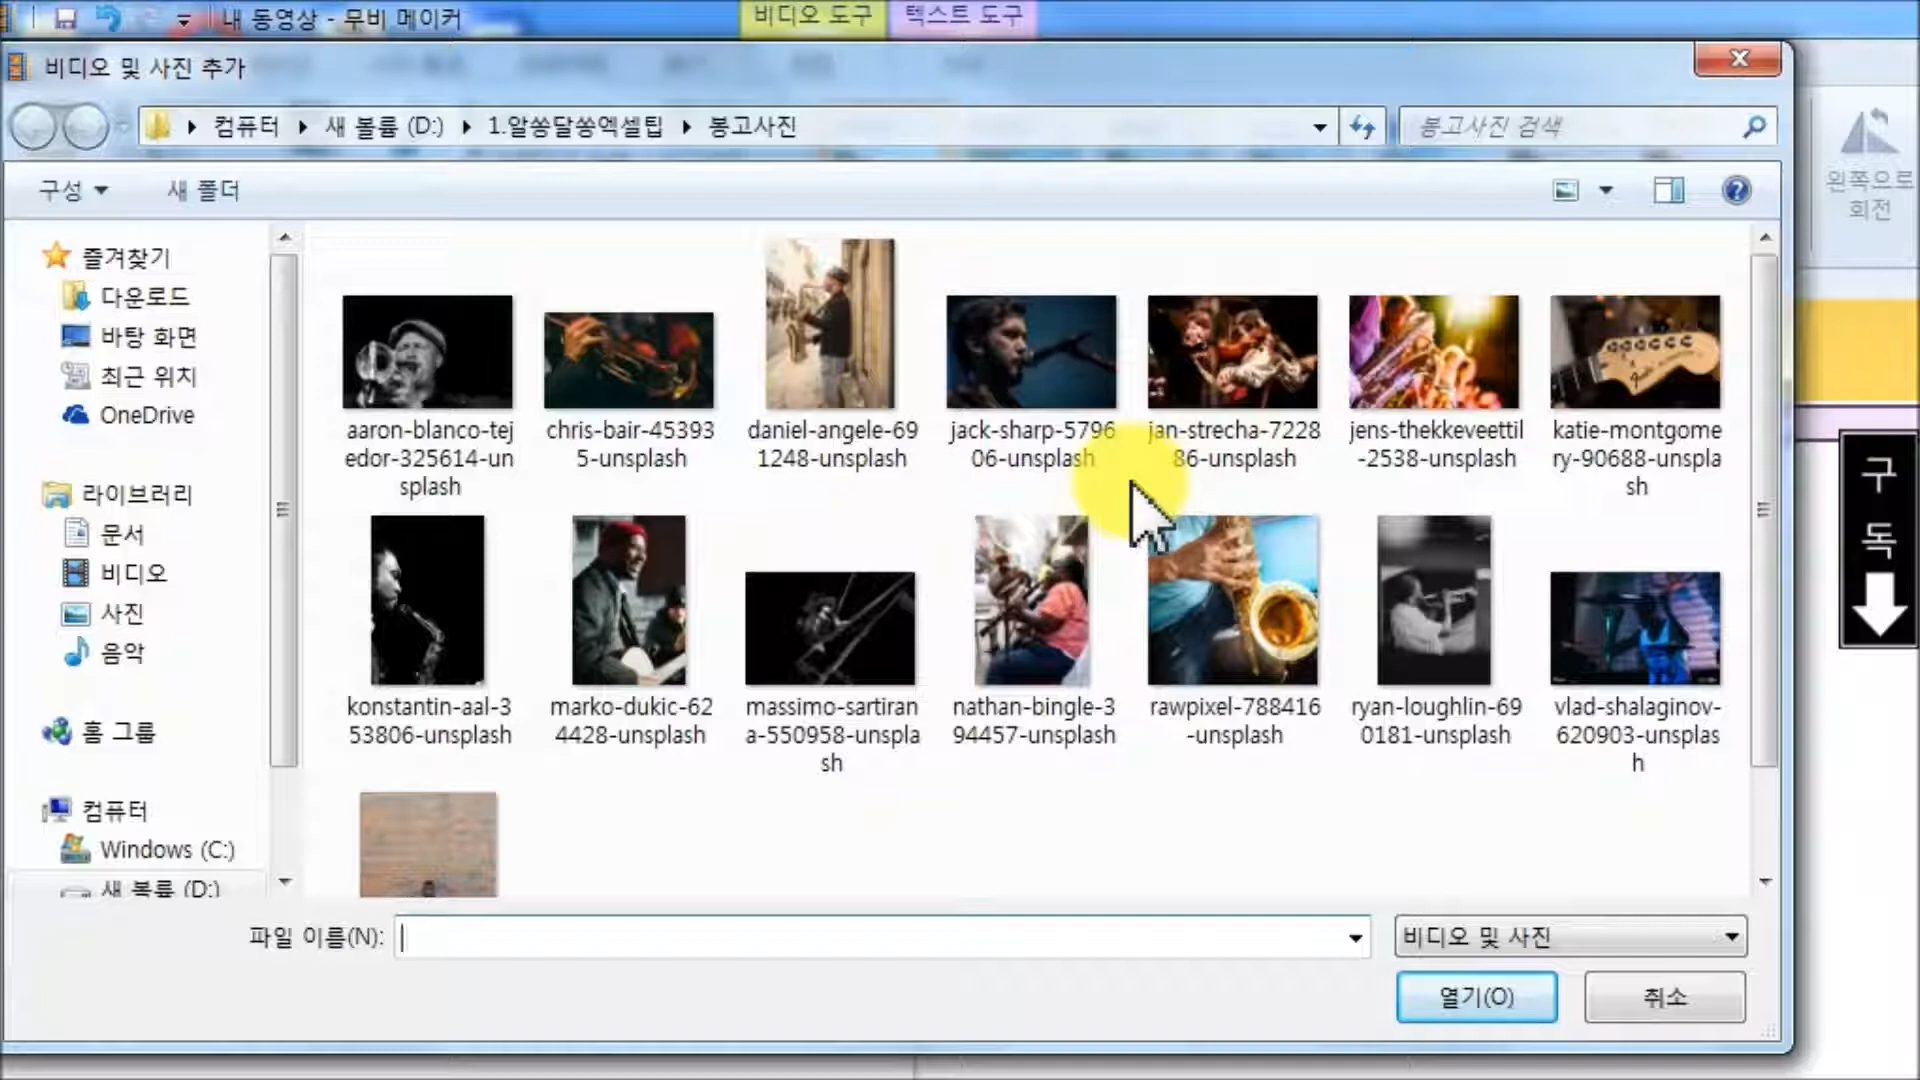 내 동영상 - 무비 메이커
비디오 도구
텍스트 도구
비디오 및 사진 추가
컴퓨터 ▸ 새 볼륨 (D:) ▸ 1.알쏭달쏭엑셀팁 ▸ 봉고사진
봉고사진 검색
왼쪽으로
회전
구성
새 폴더
즐겨찾기
다운로드
바탕 화면
최근 위치
OneDrive
라이브러리
문서
비디오
사진
음악
홈 그룹
컴퓨터
Windows (C:)
새 볼륨 (D:)
aaron-blanco-tej
edor-325614-un
splash
chris-bair-45393
5-unsplash
daniel-angele-69
1248-unsplash
jack-sharp-5796
06-unsplash
jan-strecha-7228
86-unsplash
jens-thekkeveettil
-2538-unsplash
katie-montgome
ry-90688-unspla
sh
konstantin-aal-3
53806-unsplash
marko-dukic-62
4428-unsplash
massimo-sartiran
a-550958-unspla
sh
nathan-bingle-3
94457-unsplash
rawpixel-788416
-unsplash
ryan-loughlin-69
0181-unsplash
vlad-shalaginov-
620903-unsplas
h
구
독
파일 이름(N):
비디오 및 사진
열기(O)
취소